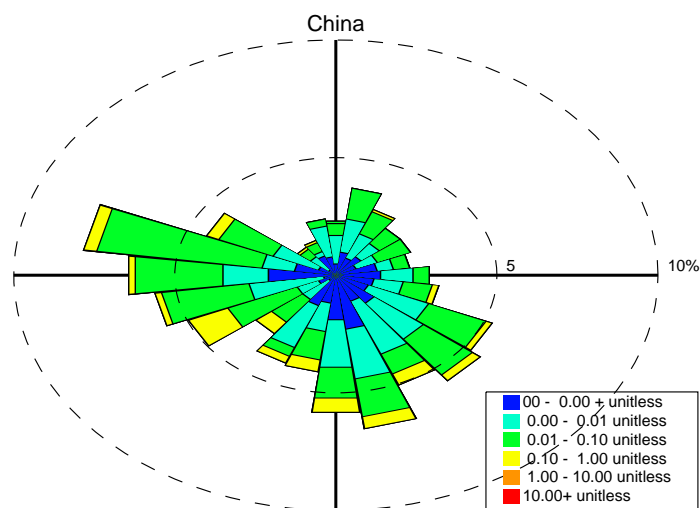 China
5
10%
00 - 0.00 + unitless
0.00 - 0.01 unitless
0.01 - 0.10 unitless
0.10 - 1.00 unitless
1.00 - 10.00 unitless
10.00+ unitless